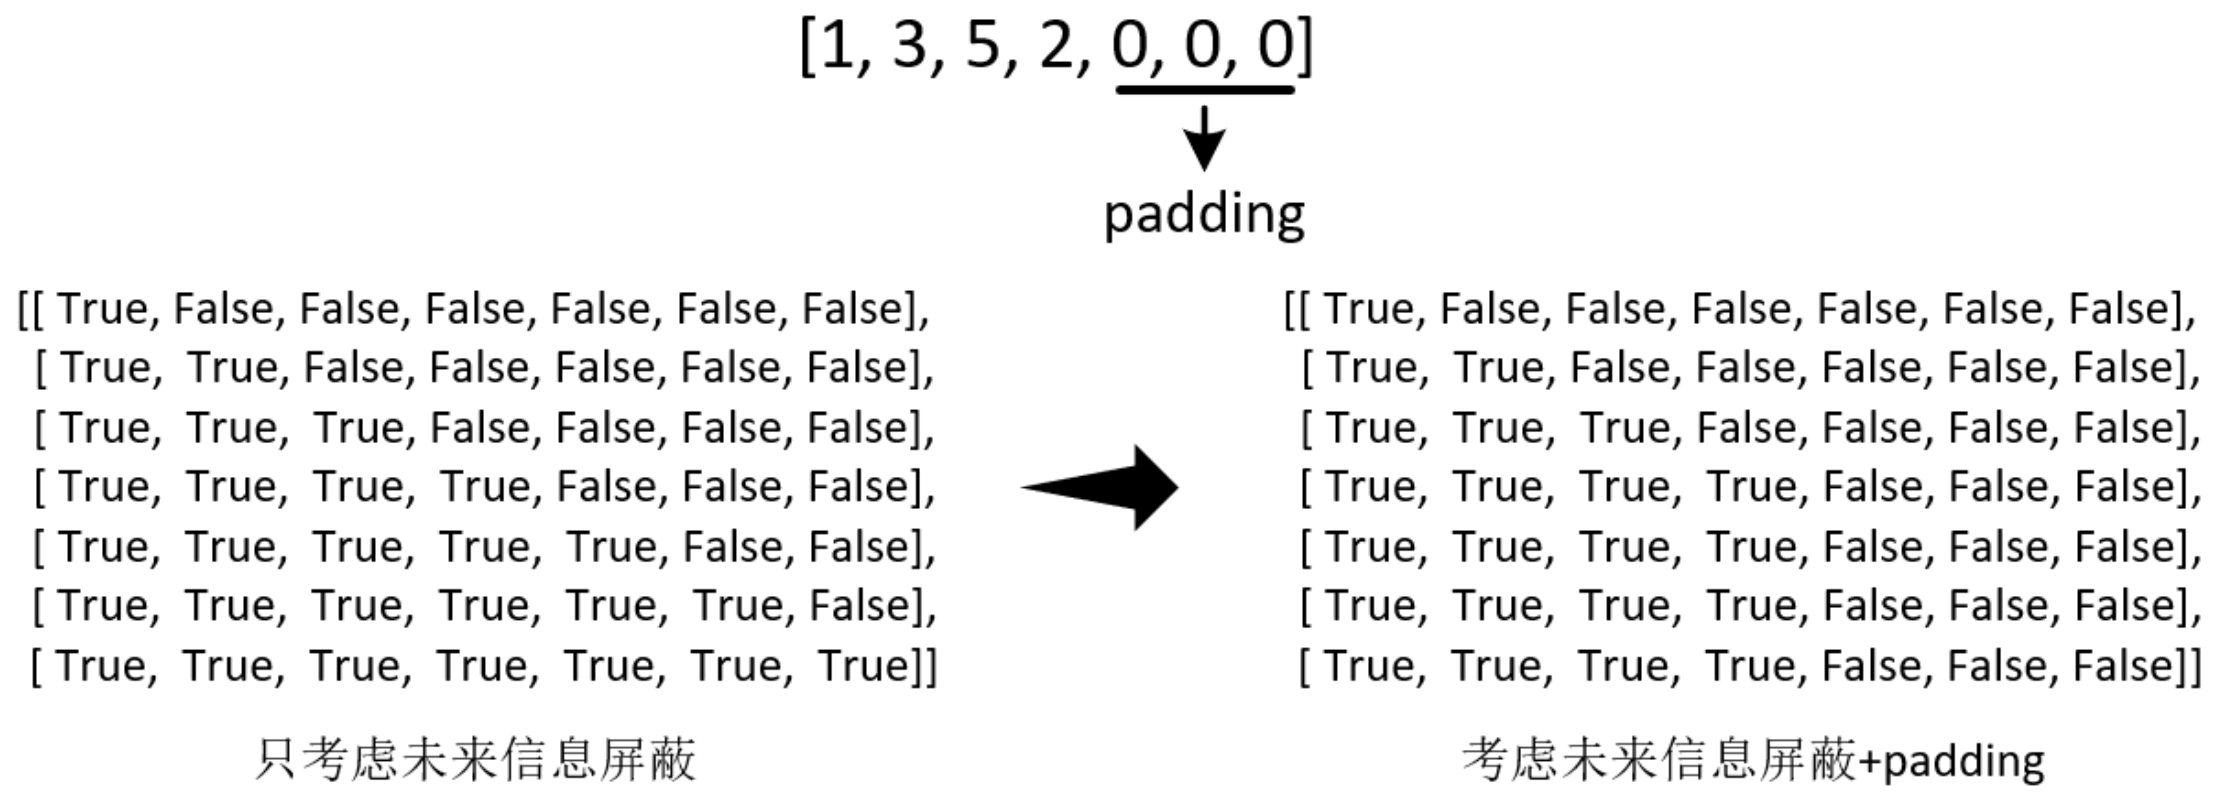 [1, 3, 5, 2, 0, 0, 0]
padding
[[ True, False, False, False, False, False, False],
[ True, True, False, False, False, False, False],
[ True, True, True, False, False, False, False],
[ True, True, True, True, False, False, False],
[ True, True, True, True, True, False, False],
[ True, True, True, True, True, True, False],
[ True, True, True, True, True, True, True]]
只考虑未来信息屏蔽
[[ True, False, False, False, False, False, False],
[ True, True, False, False, False, False, False],
[ True, True, True, False, False, False, False],
[ True, True, True, True, False, False, False],
[ True, True, True, True, False, False, False],
[ True, True, True, True, False, False, False],
[ True, True, True, True, False, False, False]]
考虑未来信息屏蔽+padding